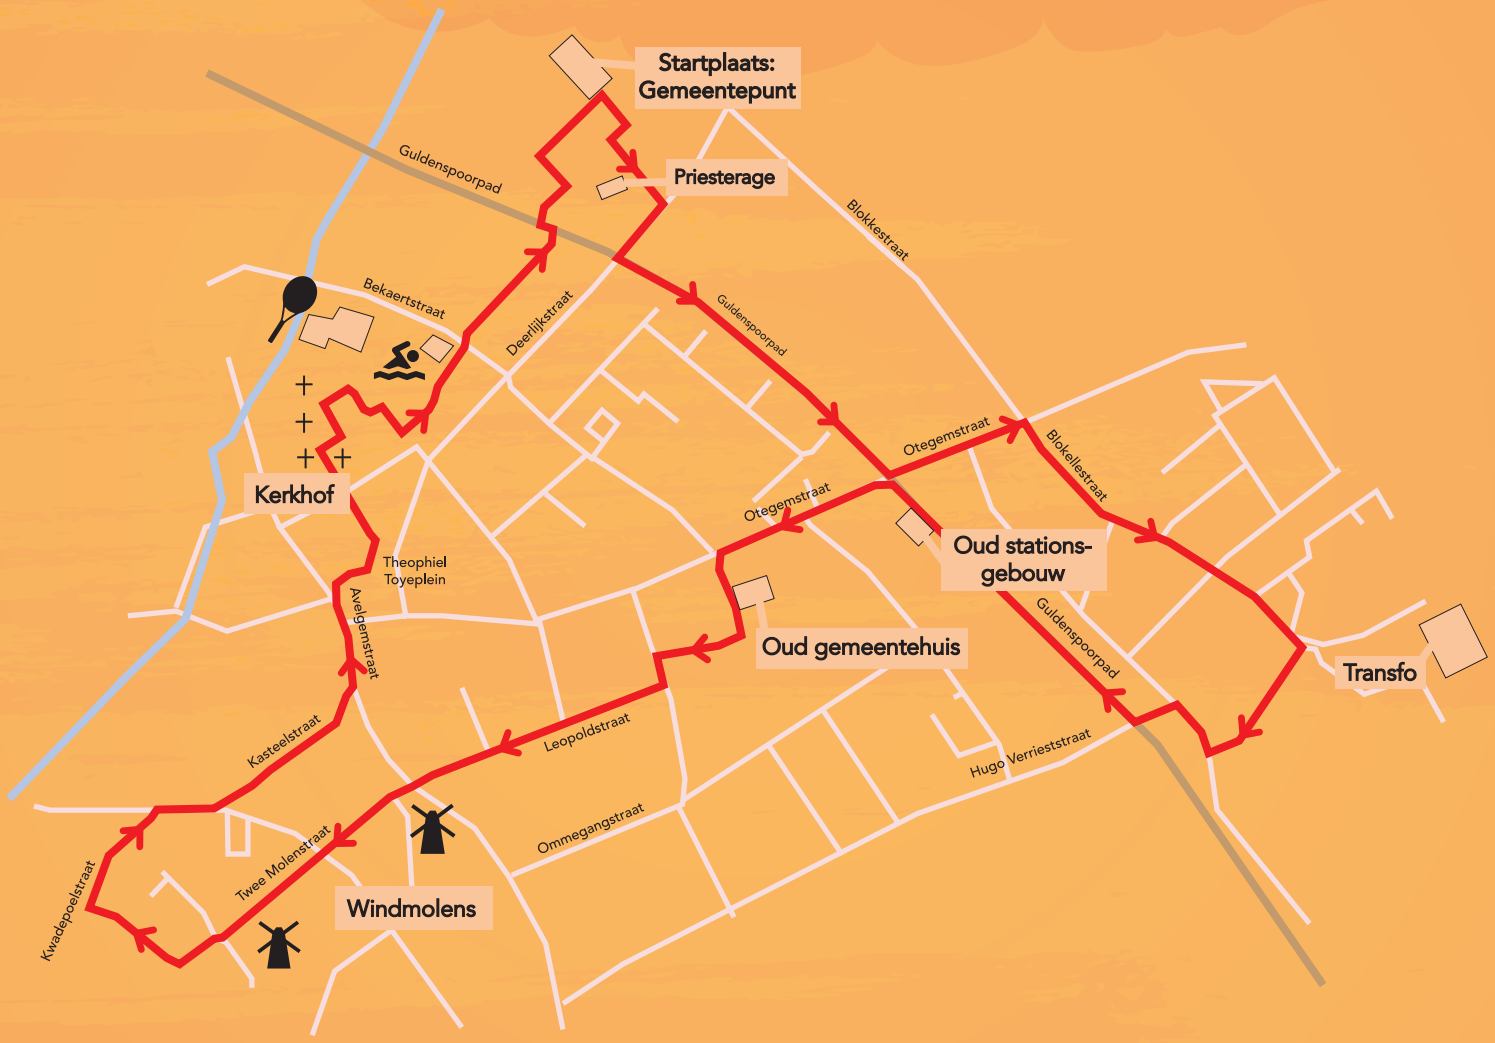 Startplaats:
Gemeentepunt
Guldenspoorpad
Priesterage
Blokkestraat
Bekaertstraat
Deerlijkstraat
Guldenspoorpad
Otegemstraat
Blokellestraat
Kerkhof
Otegemstraat
Oud stations-
gebouw
Theophiel
Toyeplein
Avelgemstraat
Guldenspoorpad
Oud gemeentehuis
Transfo
Kasteelstraat
Leopoldstraat
Hugo Verrieststraat
Ommegangstraat
Twee Molenstraat
Kwadepoelstraat
Windmolens